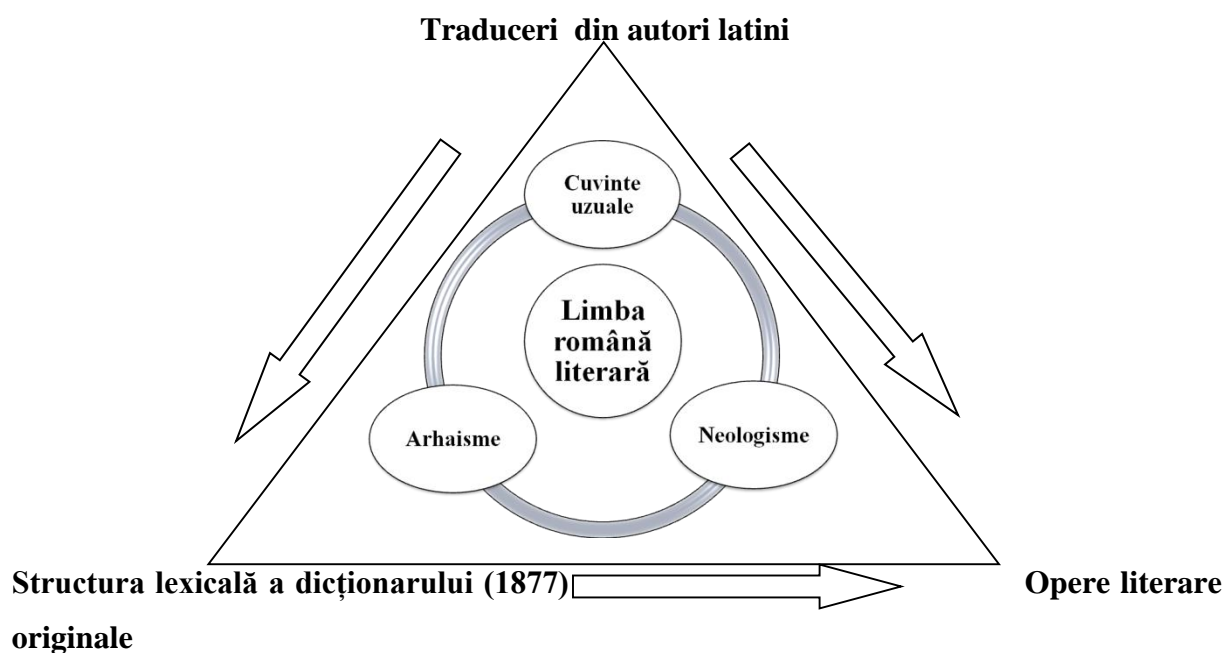 Traduceri din autori latini
Cuvinte
uzuale
Limba
română
literară
Arhaisme
Neologisme
Structura lexicală a dicționarului (1877) Opere literare
originale